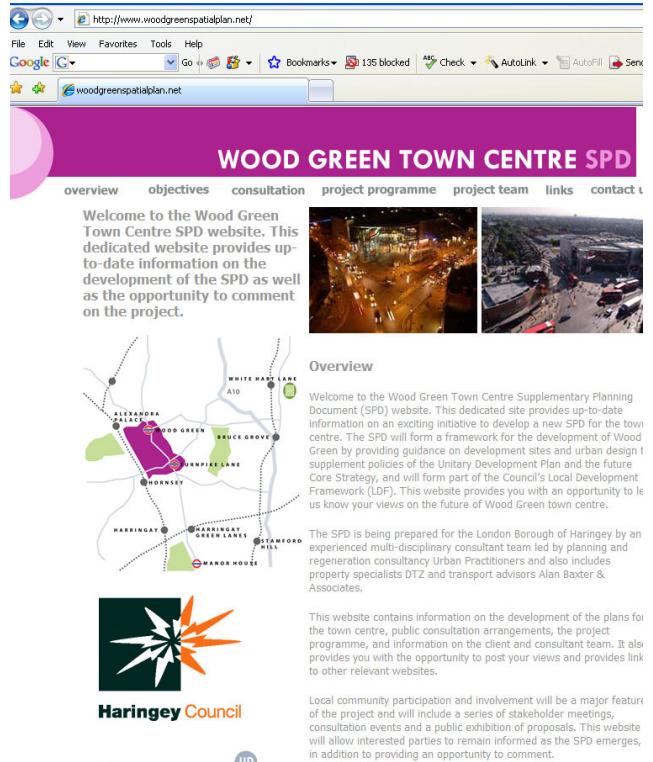 http://www.woodgreenspatialplan.net/
File Edit View Favorites Tools Help
Google G Go Bookmarks 135 blocked ABC Check AutoLink AutoFill Send
woodgreenspatialplan.net
WOOD GREEN TOWN CENTRE SPD
overview objectives consultation project programme project team links contact u
Welcome to the Wood Green
Town Centre SPD website. This
dedicated website provides up-
to-date information on the
development of the SPD as well
as the opportunity to comment
on the project.
WHITE HART LANE
A10
ALEXANDRA
PALACE
WOOD GREEN
BRUCE GROVE
TURNPIKE LANE
HORNSEY
HARRINGAY
HARRINGAY
GREEN LANES
STAMFORD
HILL
MANOR HOUSE
Haringey Council
UP
Overview
Welcome to the Wood Green Town Centre Supplementary Planning
Document (SPD) website. This dedicated site provides up-to-date
information on an exciting initiative to develop a new SPD for the town
centre. The SPD will form a framework for the development of Wood
Green by providing guidance on development sites and urban design t
supplement policies of the Unitary Development Plan and the future
Core Strategy, and will form part of the Council's Local Development
Framework (LDF). This website provides you with an opportunity to le
us know your views on the future of Wood Green town centre.
The SPD is being prepared for the London Borough of Haringey by an
experienced multi-disciplinary consultant team led by planning and
regeneration consultancy Urban Practitioners and also includes
property specialists DTZ and transport advisors Alan Baxter &
Associates.
This website contains information on the development of the plans for
the town centre, public consultation arrangements, the project
programme, and information on the client and consultant team. It also
provides you with the opportunity to post your views and provides link
to other relevant websites.
Local community participation and involvement will be a major feature
of the project and will include a series of stakeholder meetings,
consultation events and a public exhibition of proposals. This website
will allow interested parties to remain informed as the SPD emerges,
in addition to providing an opportunity to comment.